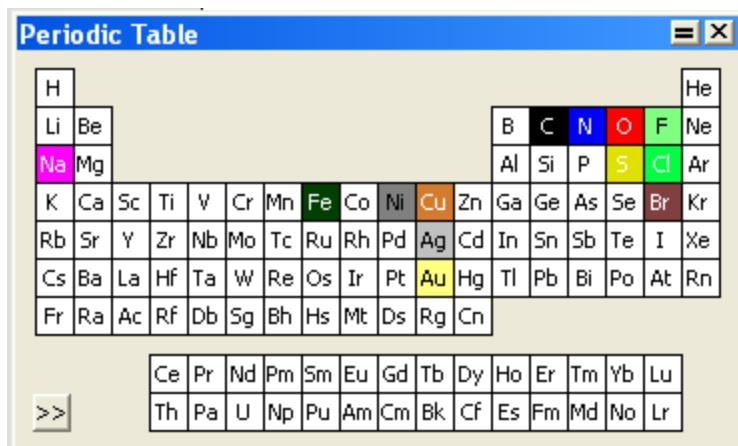 Periodic Table
H He
Li Be B C N O F Ne
Na Mg Al Si P S Cl Ar
K Ca Sc Ti V Cr Mn Fe Co Ni Cu Zn Ga Ge As Se Br Kr
Rb Sr Y Zr Nb Mo Tc Ru Rh Pd Ag Cd In Sn Sb Te I Xe
Cs Ba La Hf Ta W Re Os Ir Pt Au Hg Tl Pb Bi Po At Rn
Fr Ra Ac Rf Db Sg Bh Hs Mt Ds Rg Cn
Ce Pr Nd Pm Sm Eu Gd Tb Dy Ho Er Tm Yb Lu
>> Th Pa U Np Pu Am Cm Bk Cf Es Fm Md No Lr